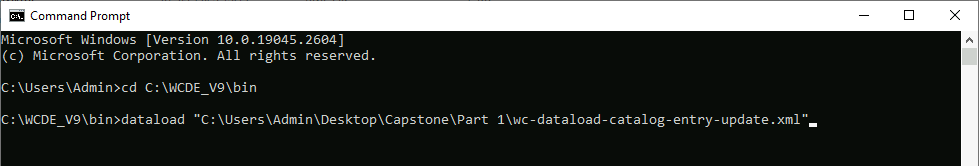 Command Prompt
Microsoft Windows [Version 10.0.19045.2604]
(c) Microsoft Corporation. All rights reserved.
C:\Users\Admin>cd C:\WCDE_V9\bin
C:\WCDE_V9\bin>dataload "C:\Users\Admin\Desktop\Capstone\Part 1\wc-dataload-catalog-entry-update.xml"